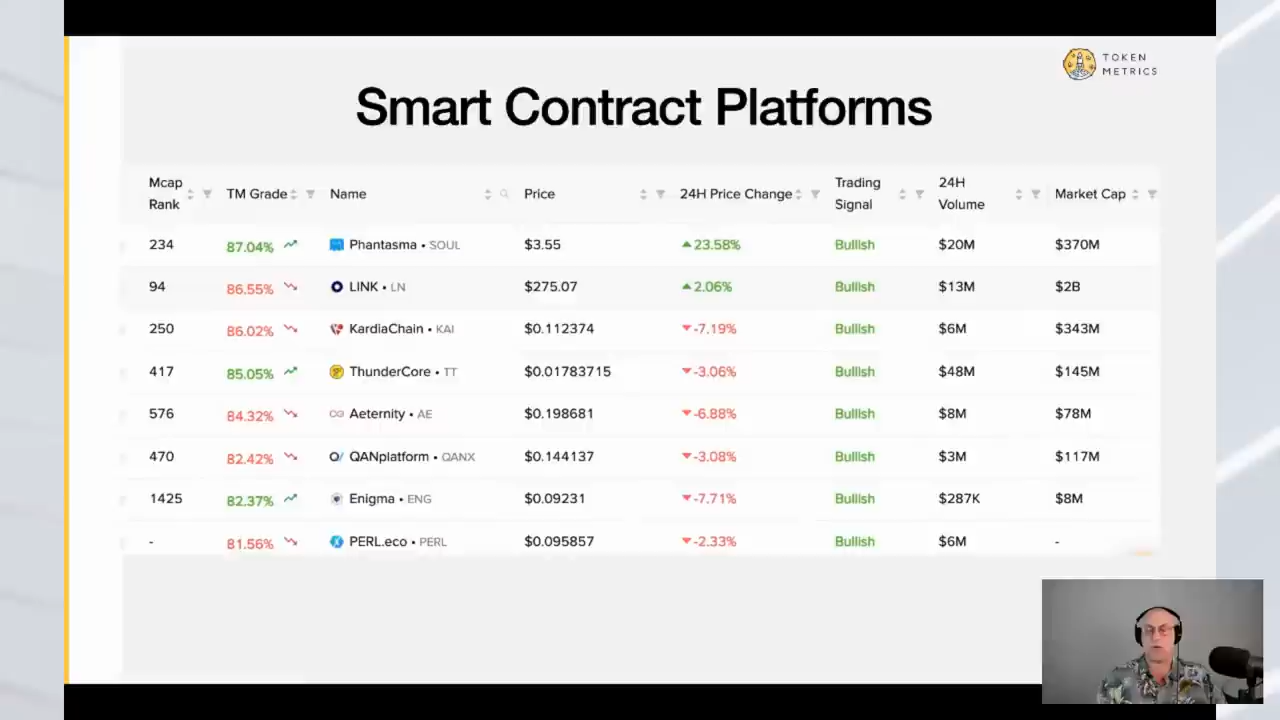 TOKEN
METRICS
Smart Contract Platforms
Mcap Rank TM Grade Name Price 24H Price Change Trading Signal 24H Volume Market Cap
234 87.04% Phantasma • SOUL $3.55 23.58% Bullish $20M $370M
94 86.55% LINK • LN $275.07 2.06% Bullish $13M $2B
250 86.02% KardiaChain • KAI $0.112374 -7.19% Bullish $6M $343M
417 85.05% ThunderCore • TT $0.01783715 -3.06% Bullish $48M $145M
576 84.32% Aeternity • AE $0.198681 -6.88% Bullish $8M $78M
470 82.42% QANplatform • QANX $0.144137 -3.08% Bullish $3M $117M
1425 82.37% Enigma • ENG $0.09231 -7.71% Bullish $287K $8M
- 81.56% PERL.eco • PERL $0.095857 -2.33% Bullish $6M -